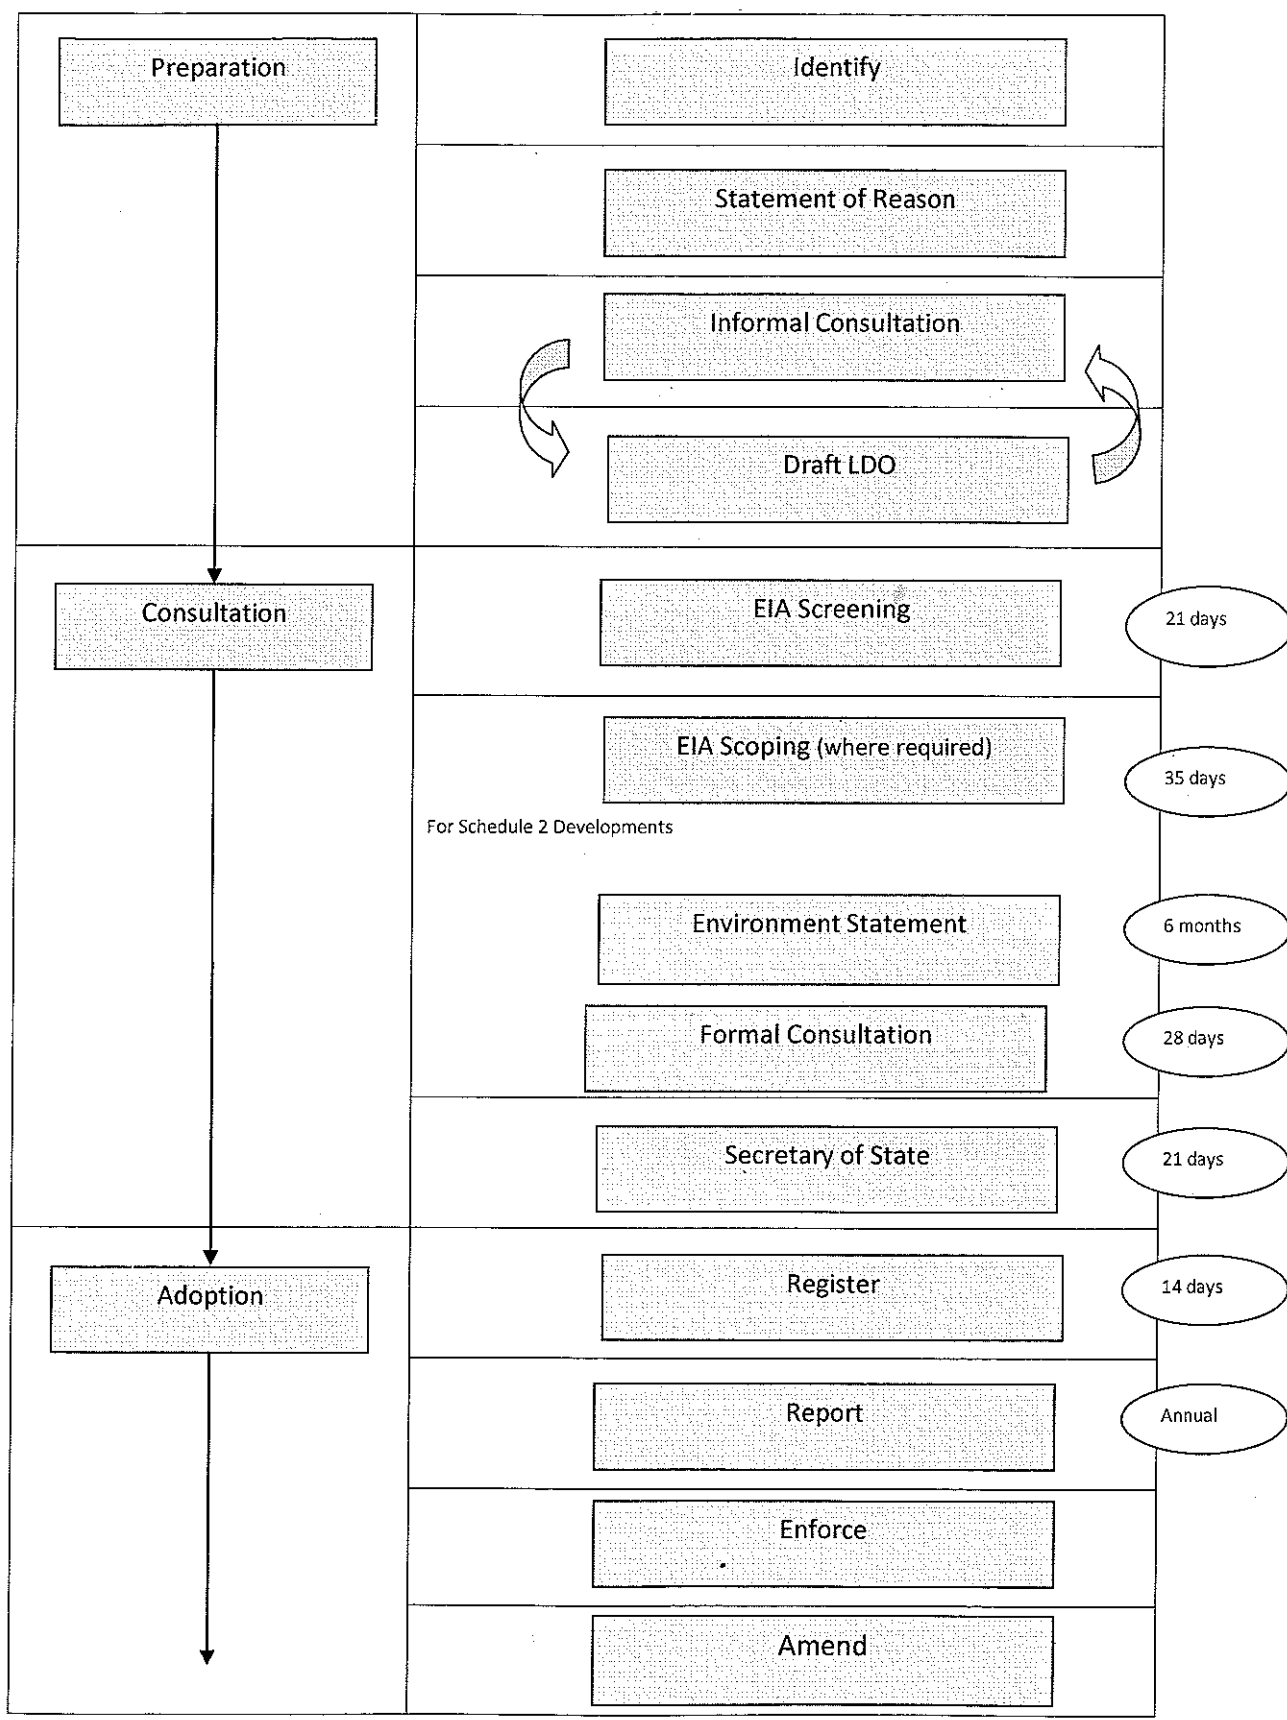 Preparation
Identify
Statement of Reason
Informal Consultation
Draft LDO
Consultation
EIA Screening
21 days
EIA Scoping (where required)
35 days
For Schedule 2 Developments
Environment Statement
6 months
Formal Consultation
28 days
Secretary of State
21 days
Adoption
Register
14 days
Report
Annual
Enforce
Amend